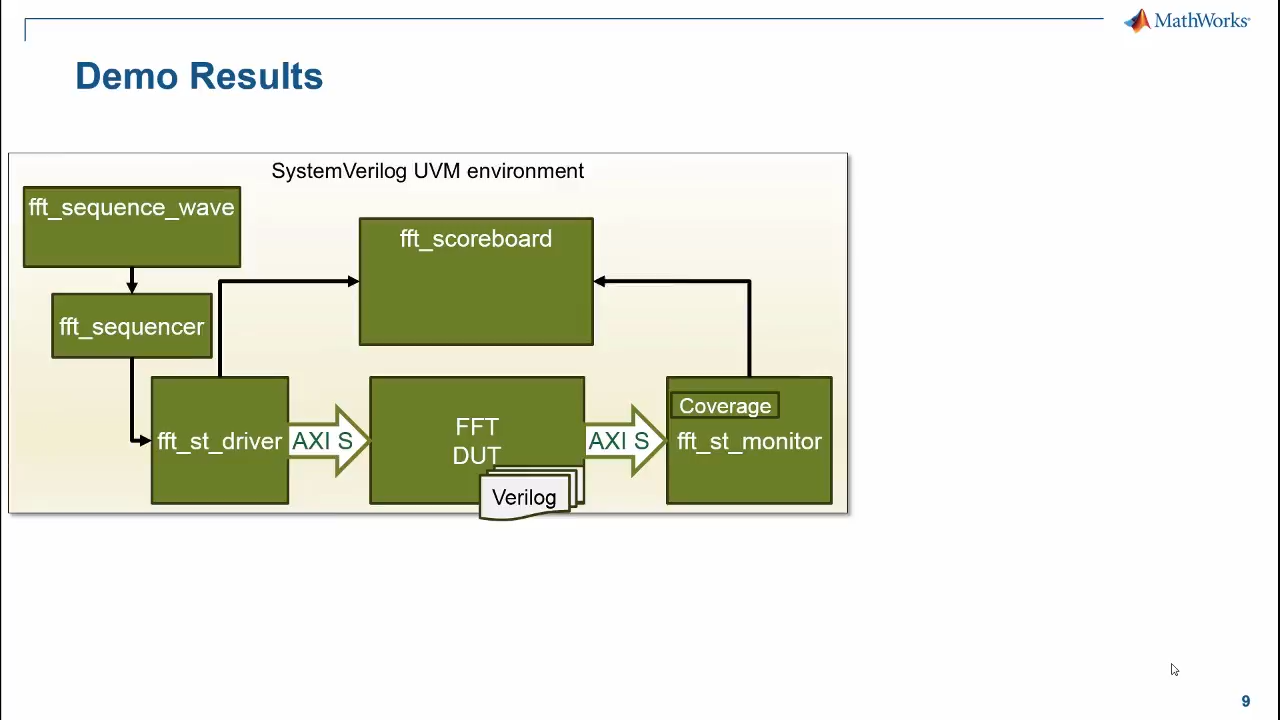 MathWorks
Demo Results
SystemVerilog UVM environment
fft_sequence_wave
fft_scoreboard
fft_sequencer
fft_st_driver
AXI S
FFT
DUT
Verilog
AXI S
Coverage
fft_st_monitor
9